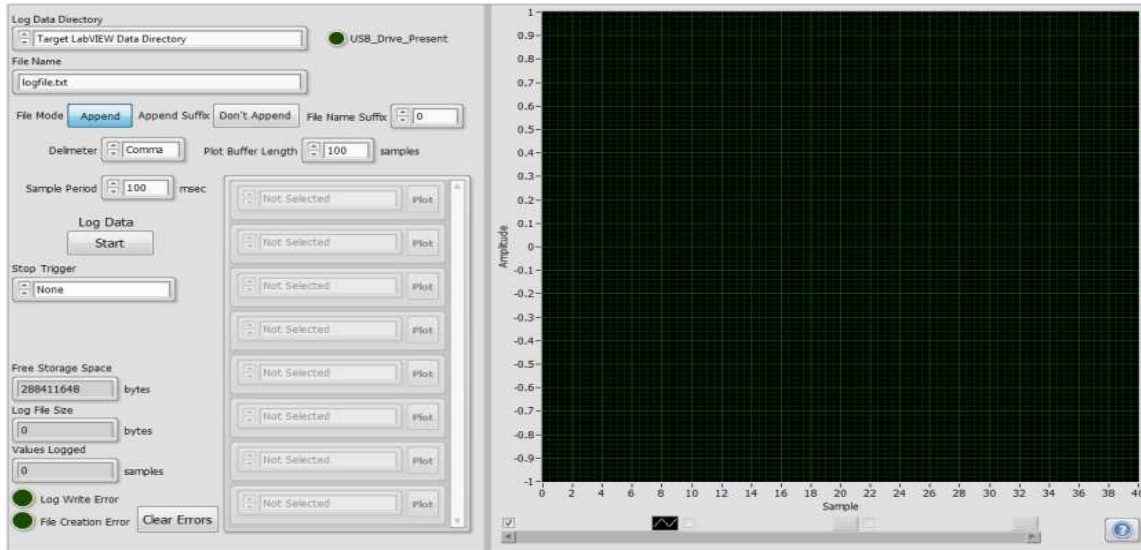 Log Data Directory
Target LabVIEW Data Directory
USB_Drive_Present
File Name
logfile.txt
File Mode Append Append Suffix Don't Append File Name Suffix 0
Delimeter Comma Plot Buffer Length 100 samples
Sample Period 100 msec
Log Data
Start
Stop Trigger
None
Not Selected Plot
Not Selected Plot
Not Selected Plot
Not Selected Plot
Not Selected Plot
Not Selected Plot
Not Selected Plot
Not Selected Plot
Free Storage Space
288411648 bytes
Log File Size
0 bytes
Values Logged
0 samples
Log Write Error
File Creation Error Clear Errors
Amplitude
1
0.9
0.8
0.7
0.6
0.5
0.4
0.3
0.2
0.1
0
-0.1
-0.2
-0.3
-0.4
-0.5
-0.6
-0.7
-0.8
-0.9
-1
0 2 4 6 8 10 12 14 16 18 20 22 24 26 28 30 32 34 36 38 40
Sample
?